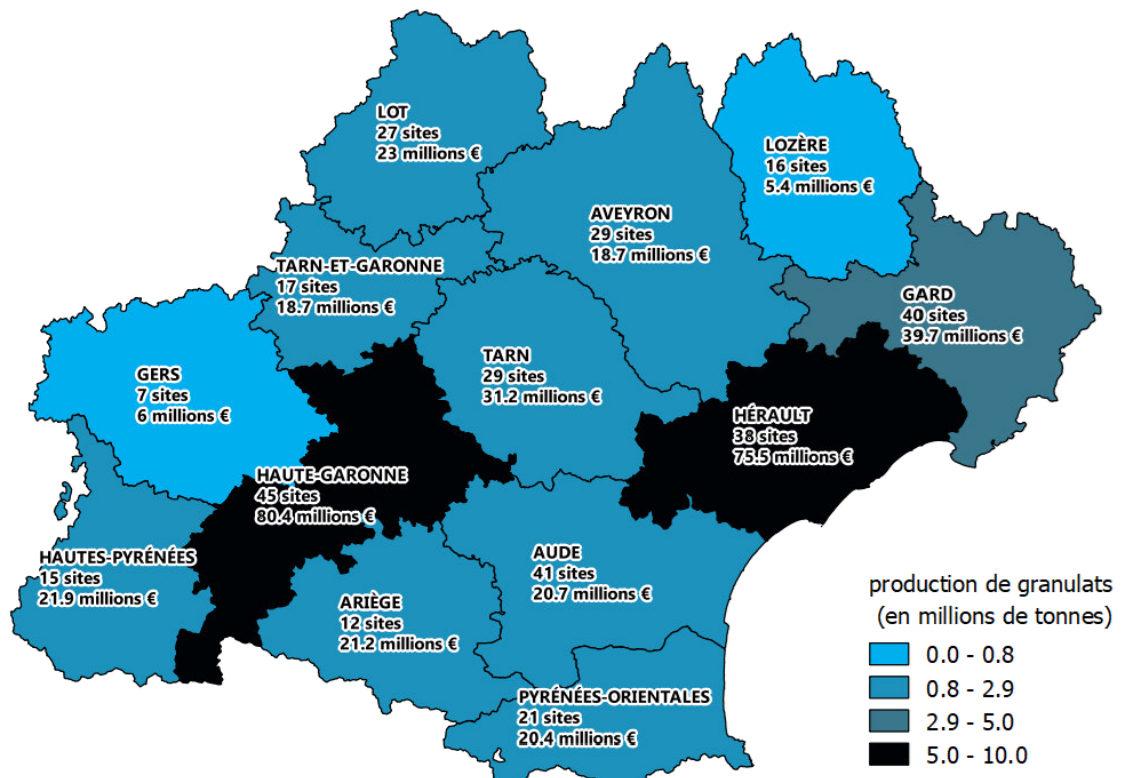 LOT
27 sites
23 millions €
LOZÈRE
16 sites
5.4 millions €
AVEYRON
29 sites
18.7 millions €
TARN-ET-GARONNE
17 sites
18.7 millions €
GARD
40 sites
39.7 millions €
TARN
29 sites
31.2 millions €
GERS
7 sites
6 millions €
HÉRAULT
38 sites
75.5 millions €
HAUTE-GARONNE
45 sites
80.4 millions €
HAUTES-PYRÉNÉES
15 sites
21.9 millions €
AUDE
41 sites
20.7 millions €
ARIÈGE
12 sites
21.2 millions €
PYRÉNÉES-ORIENTALES
21 sites
20.4 millions €
production de granulats
(en millions de tonnes)
0.0 - 0.8
0.8 - 2.9
2.9 - 5.0
5.0 - 10.0